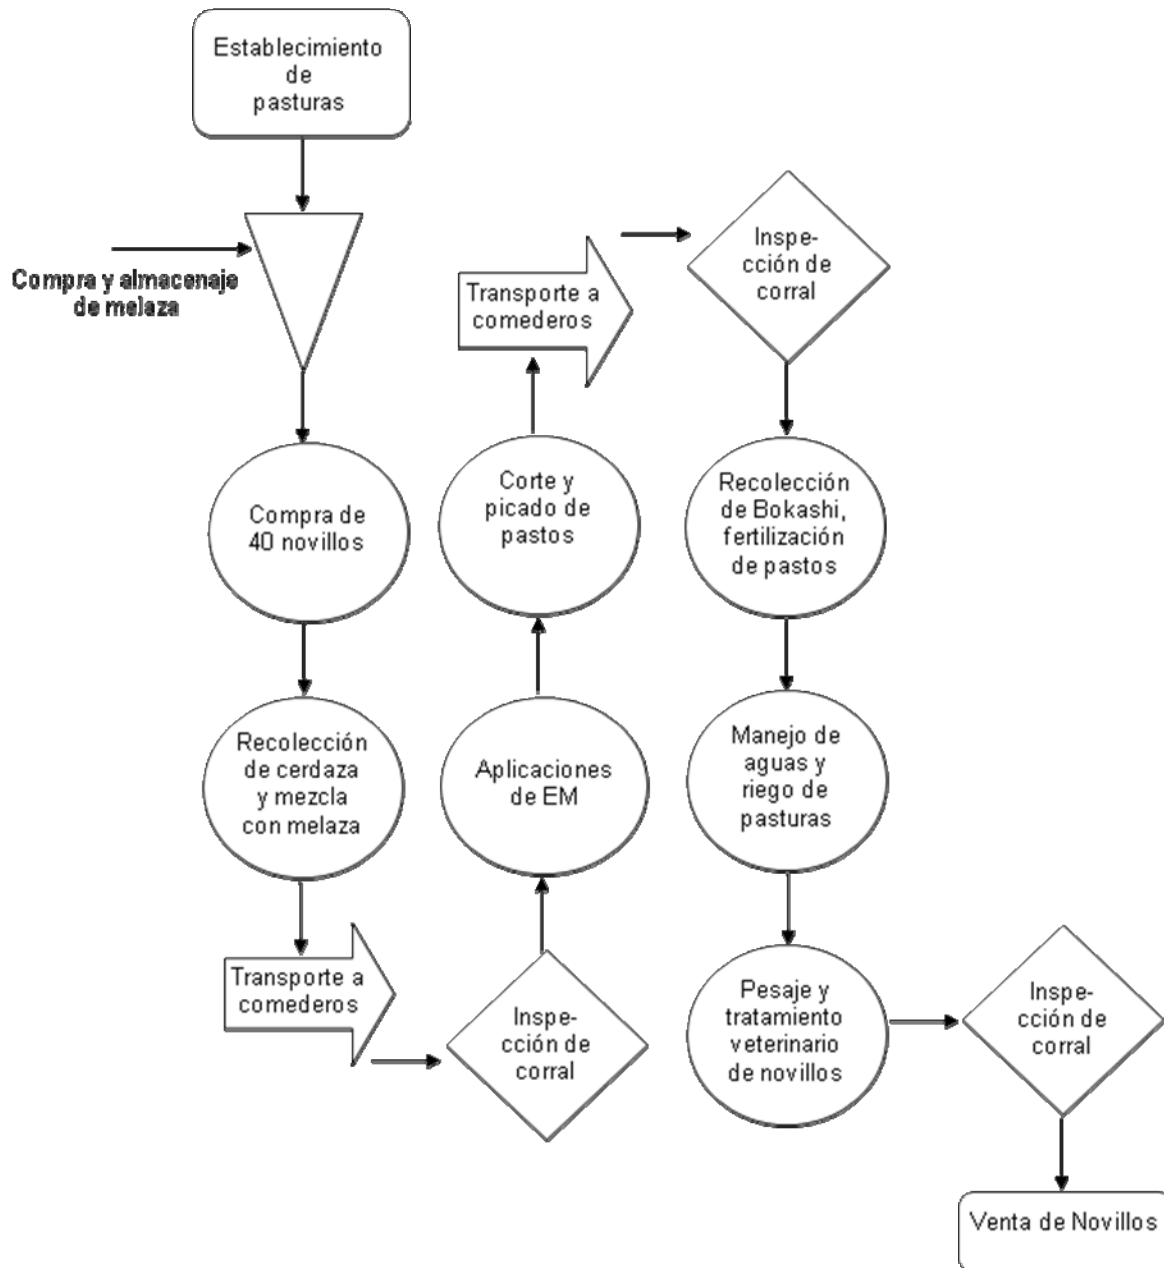 Establecimiento
de
pasturas
Compra y almacenaje
de melaza
Compra de
40 novillos
Recolección
de cerdaza
y mezcla
con melaza
Transporte a
comederos
Inspe-
cción de
corral
Aplicaciones
de EM
Corte y
picado de
pastos
Transporte a
comederos
Inspe-
cción de
corral
Recolección
de Bokashi,
fertilización
de pastos
Manejo de
aguas y
riego de
pasturas
Pesaje y
tratamiento
veterinario
de novillos
Inspe-
cción de
corral
Venta de Novillos